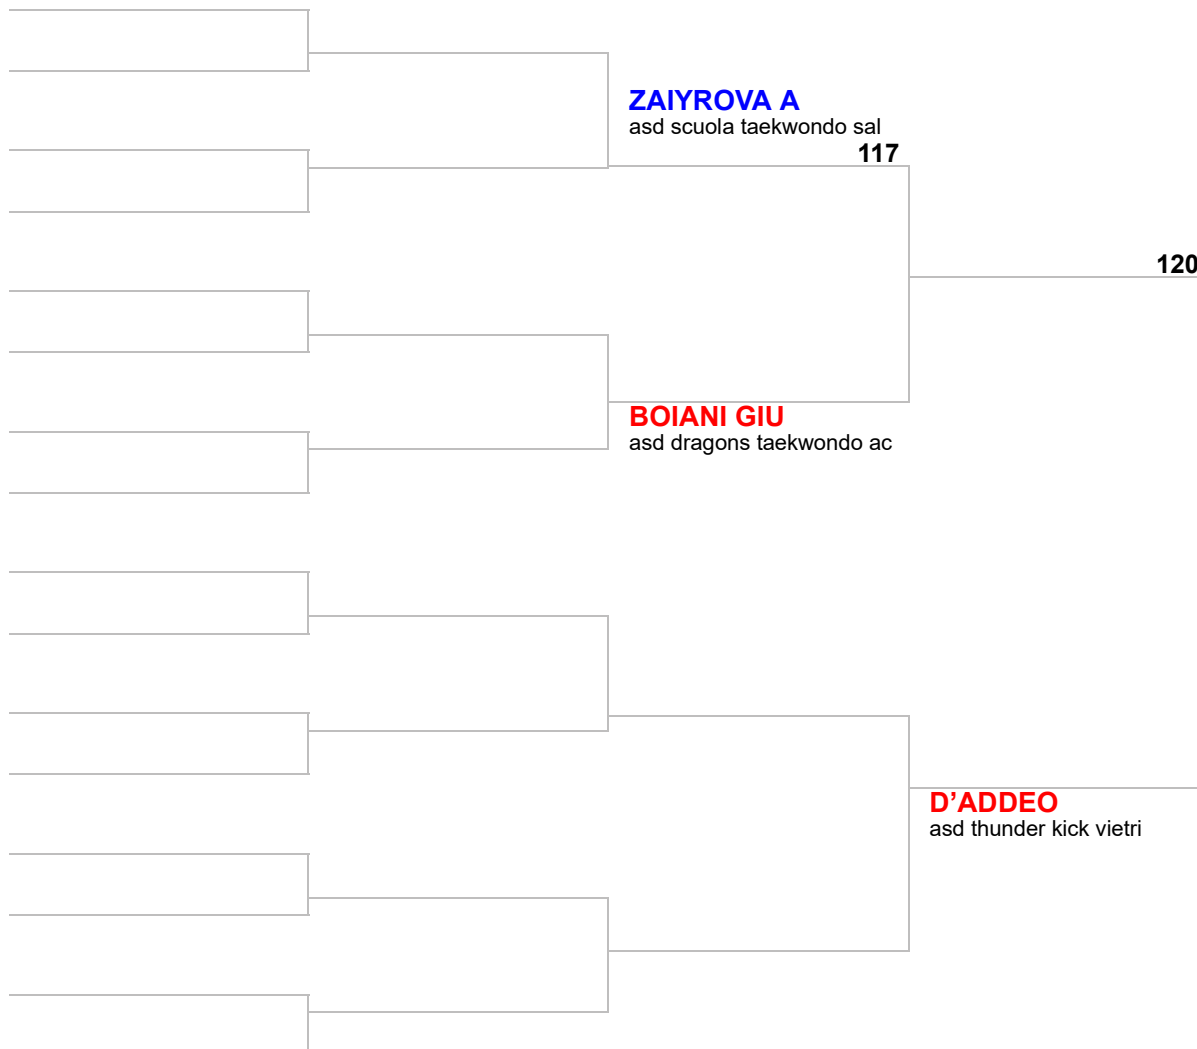 ZAIYROVA A
asd scuola taekwondo sal
117
120
BOIANI GIU
asd dragons taekwondo ac
D’ADDEO
asd thunder kick vietri